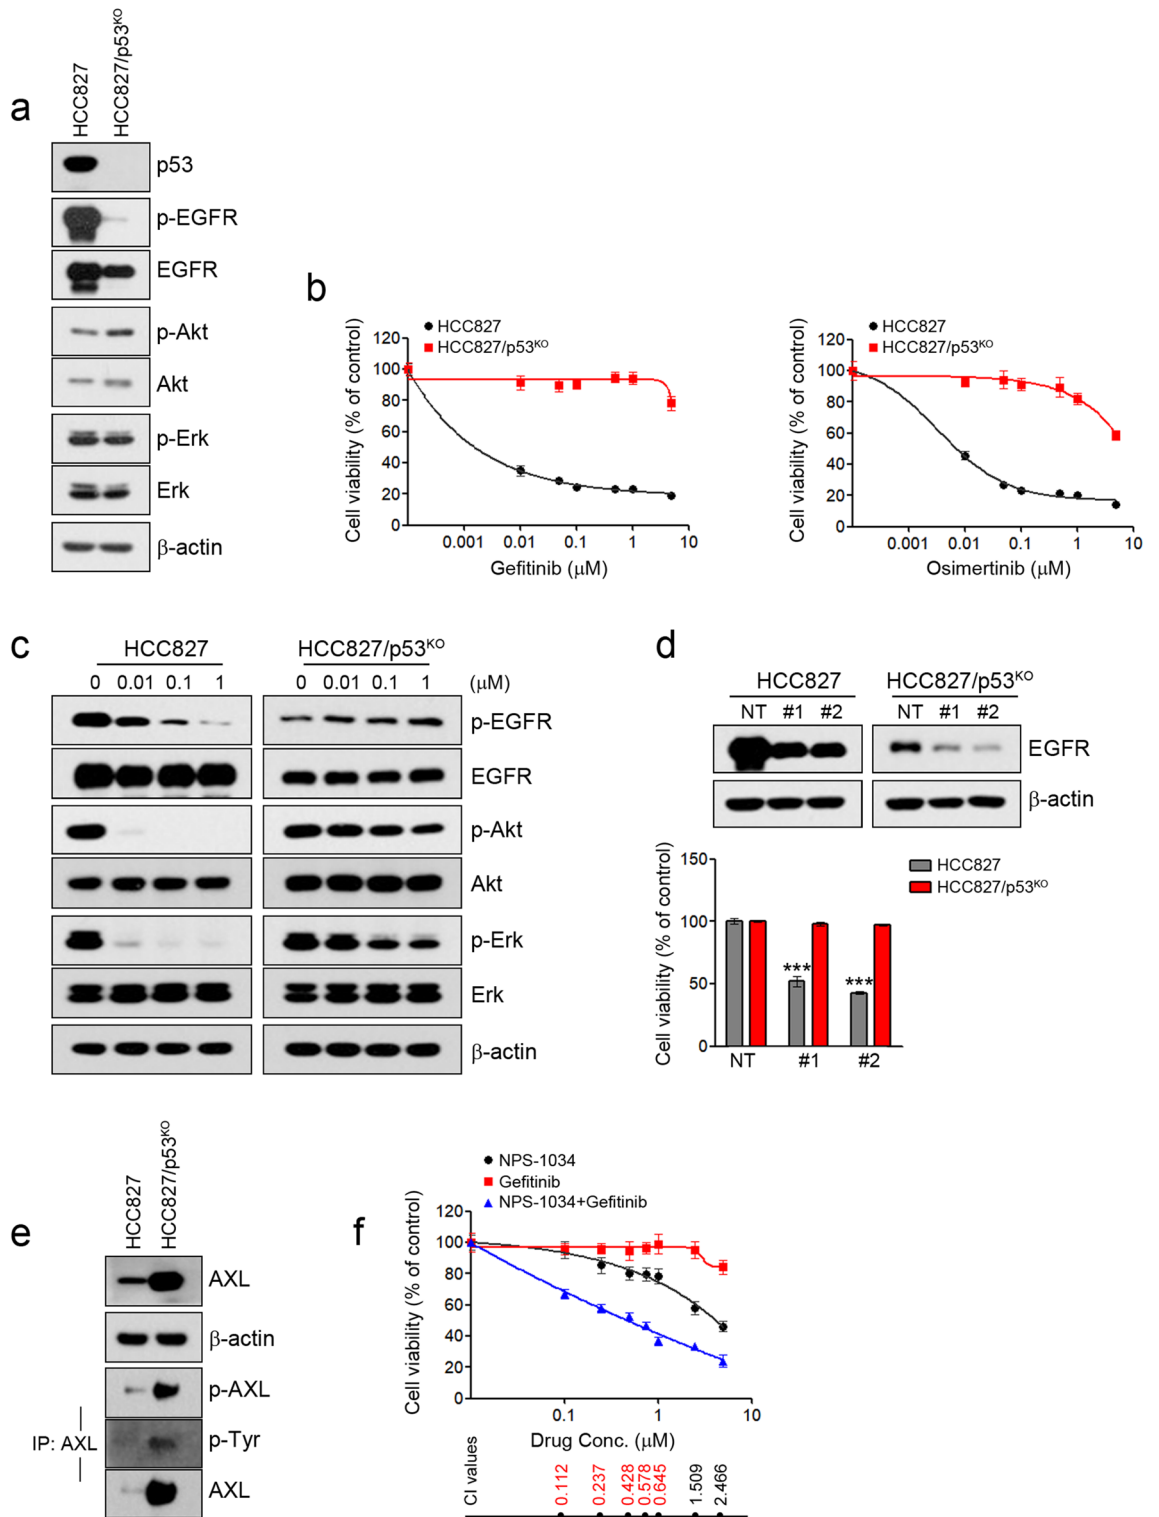 a
HCC827
HCC827/p53KO
p53
p-EGFR
EGFR
p-Akt
Akt
p-Erk
Erk
β-actin
b
HCC827
HCC827/p53KO
Cell viability (% of control)
120
100
80
60
40
20
0
0.001 0.01 0.1 1 10
Gefitinib (μM)
HCC827
HCC827/p53KO
Cell viability (% of control)
120
100
80
60
40
20
0
0.001 0.01 0.1 1 10
Osimertinib (μM)
c
HCC827 HCC827/p53KO
0 0.01 0.1 1 0 0.01 0.1 1 (μM)
p-EGFR
EGFR
p-Akt
Akt
p-Erk
Erk
β-actin
d
HCC827 HCC827/p53KO
NT #1 #2 NT #1 #2
EGFR
β-actin
HCC827
HCC827/p53KO
Cell viability (% of control)
150
100
50
0
***
***
NT #1 #2
e
HCC827
HCC827/p53KO
AXL
β-actin
p-AXL
IP: AXL
p-Tyr
AXL
f
NPS-1034
Gefitinib
NPS-1034+Gefitinib
Cell viability (% of control)
120
100
80
60
40
20
0
0.1 1 10
Drug Conc. (μM)
CI values
0.112
0.237
0.428
0.578
0.645
1.509
2.466